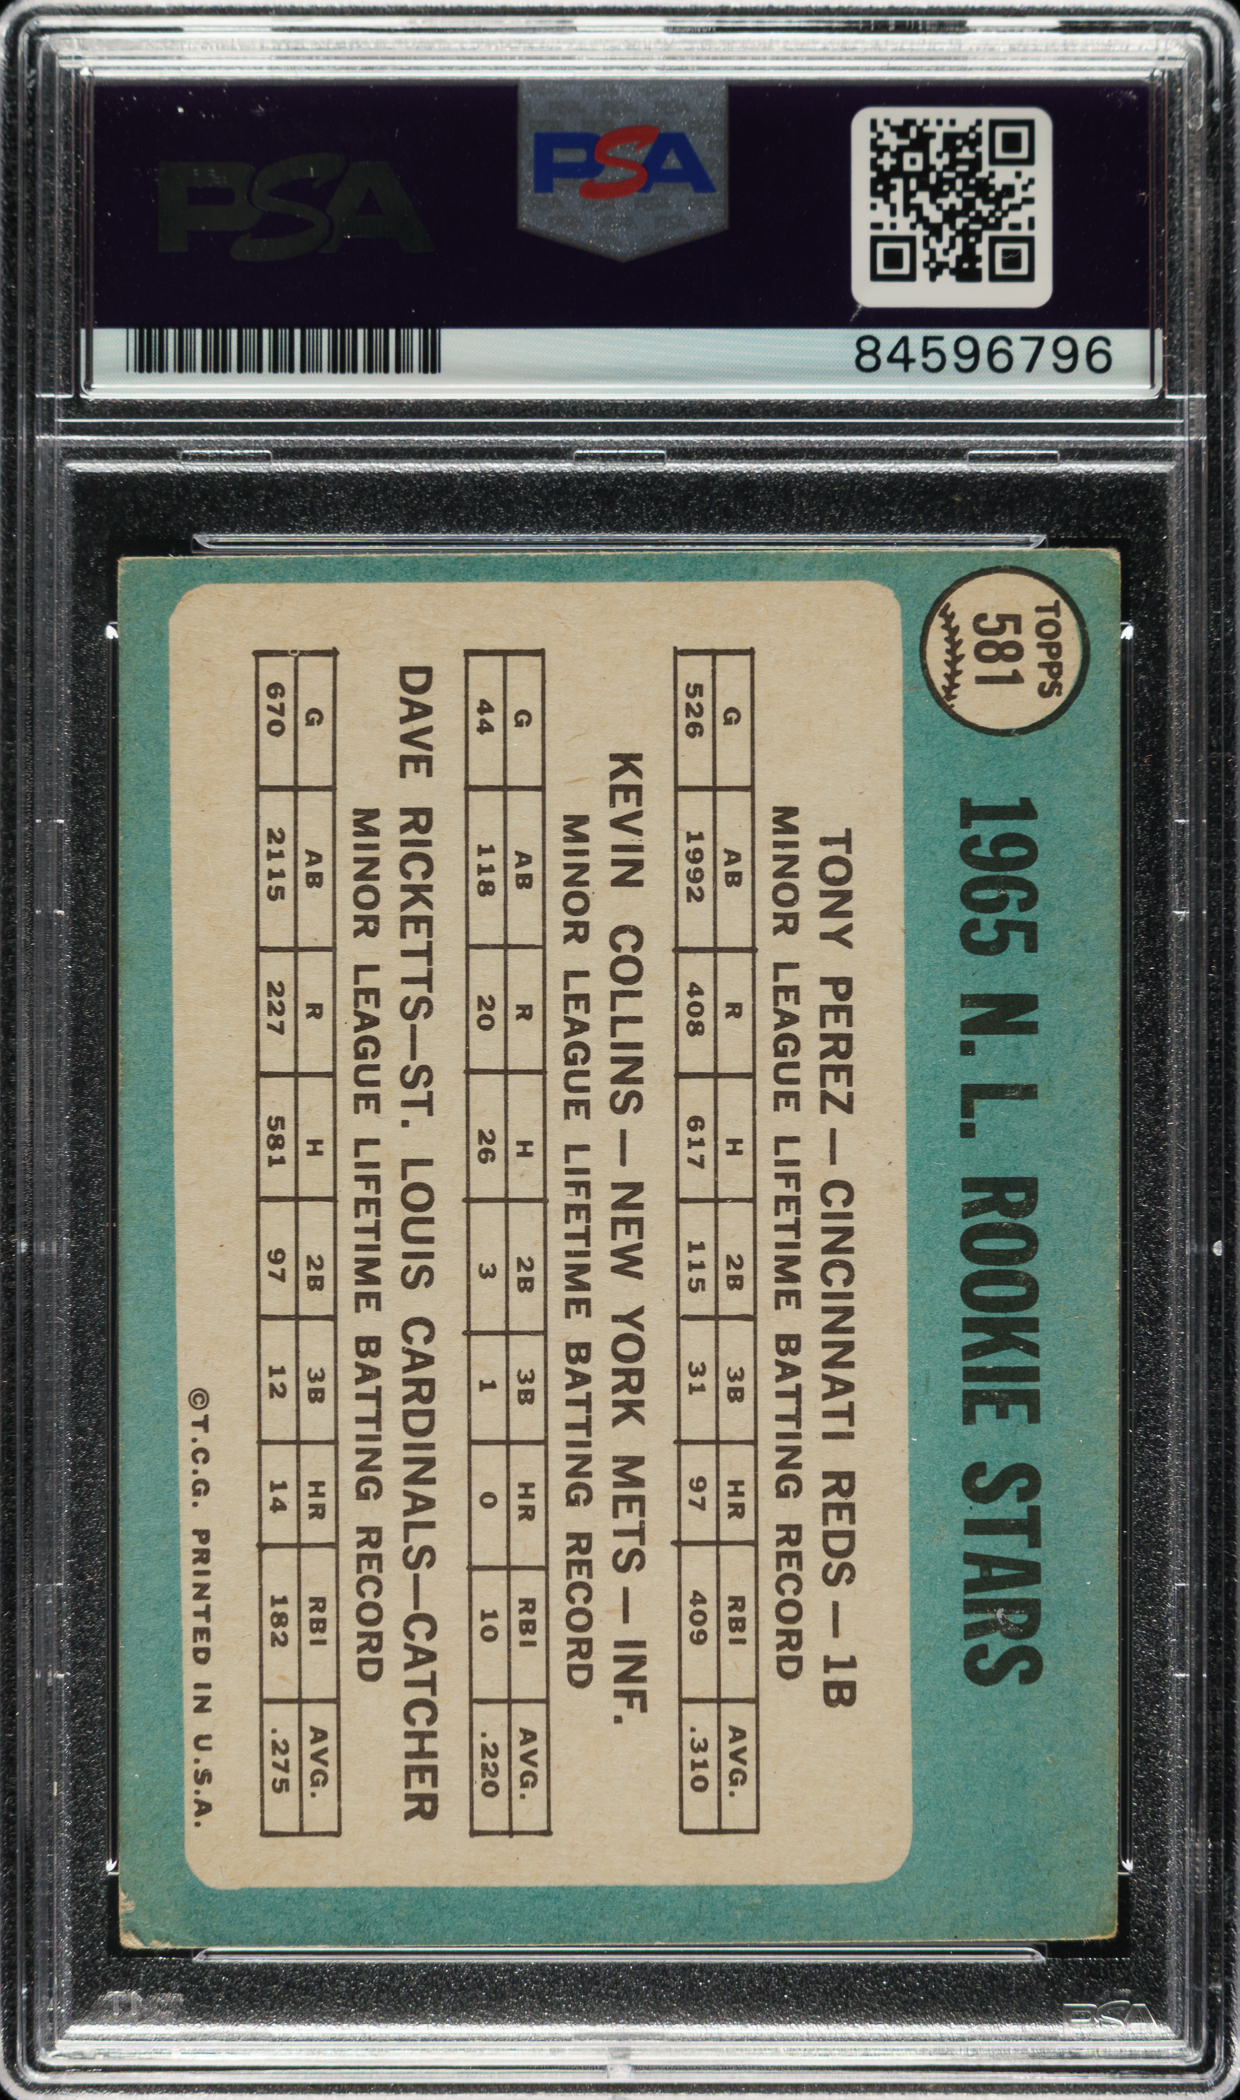 PSA
PSA
84596796
TOPPS
581
1965 N. L. ROOKIE STARS
TONY PEREZ—CINCINNATI REDS—1B
MINOR LEAGUE LIFETIME BATTING RECORD
G AB R H 2B 3B HR RBI AVG.
526 1992 408 617 115 31 97 409 .310
KEVIN COLLINS—NEW YORK METS—INF.
MINOR LEAGUE LIFETIME BATTING RECORD
G AB R H 2B 3B HR RBI AVG.
44 118 20 26 3 1 0 10 .220
DAVE RICKETTS—ST. LOUIS CARDINALS—CATCHER
MINOR LEAGUE LIFETIME BATTING RECORD
G AB R H 2B 3B HR RBI AVG.
670 2115 227 581 97 12 14 182 .275
©T.C.G. PRINTED IN U.S.A.
PSA